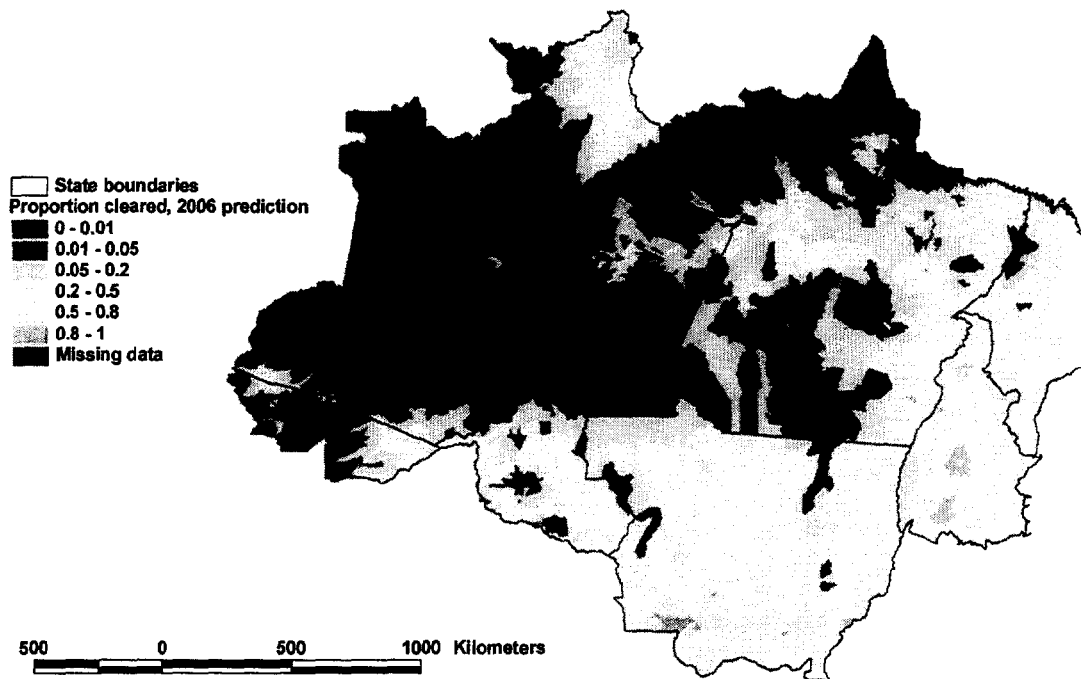 State boundaries
Proportion cleared, 2006 prediction
0 - 0.01
0.01 - 0.05
0.05 - 0.2
0.2 - 0.5
0.5 - 0.8
0.8 - 1
Missing data
500 0 500 1000 Kilometers